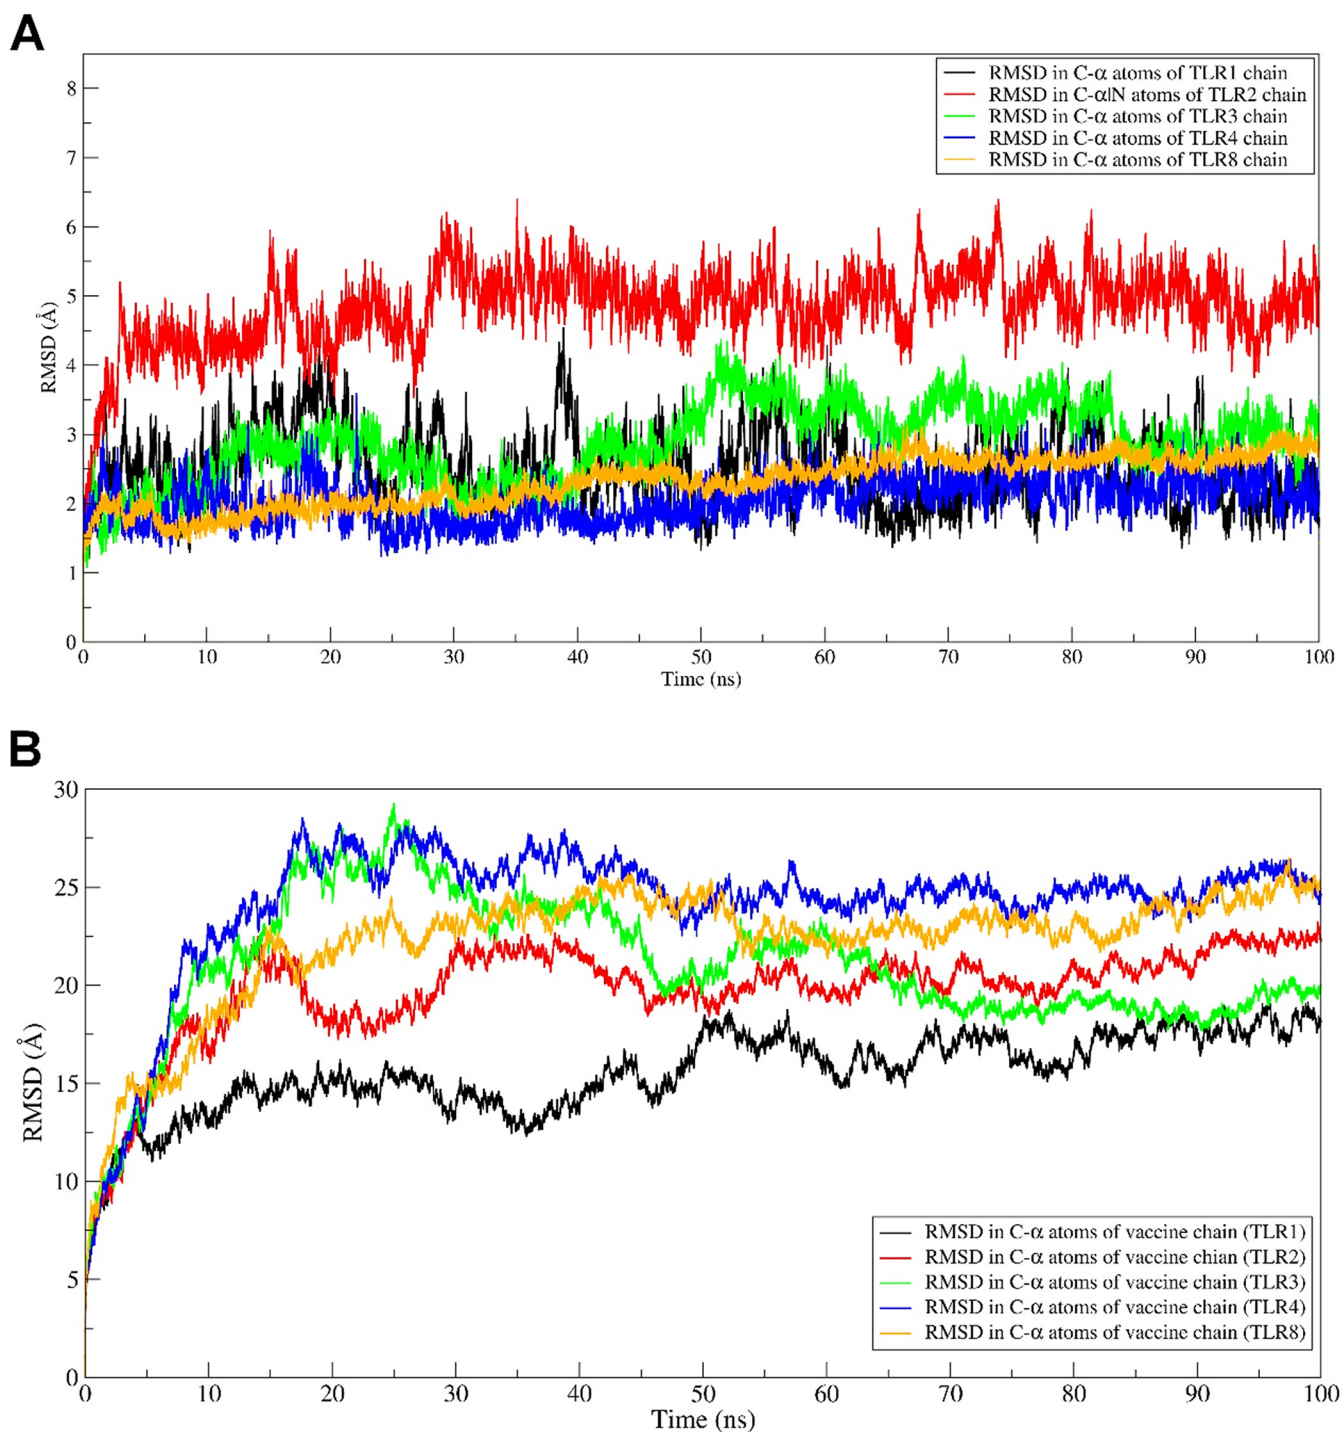 A
8
7
6
5
4
3
2
1
0
RMSD (Å)
RMSD in C-α atoms of TLR1 chain
RMSD in C-α|N atoms of TLR2 chain
RMSD in C-α atoms of TLR3 chain
RMSD in C-α atoms of TLR4 chain
RMSD in C-α atoms of TLR8 chain
0 10 20 30 40 50 60 70 80 90 100
Time (ns)
B
30
25
20
15
10
5
0
RMSD (Å)
RMSD in C-α atoms of vaccine chain (TLR1)
RMSD in C-α atoms of vaccine chian (TLR2)
RMSD in C-α atoms of vaccine chain (TLR3)
RMSD in C-α atoms of vaccine chain (TLR4)
RMSD in C-α atoms of vaccine chain (TLR8)
0 10 20 30 40 50 60 70 80 90 100
Time (ns)